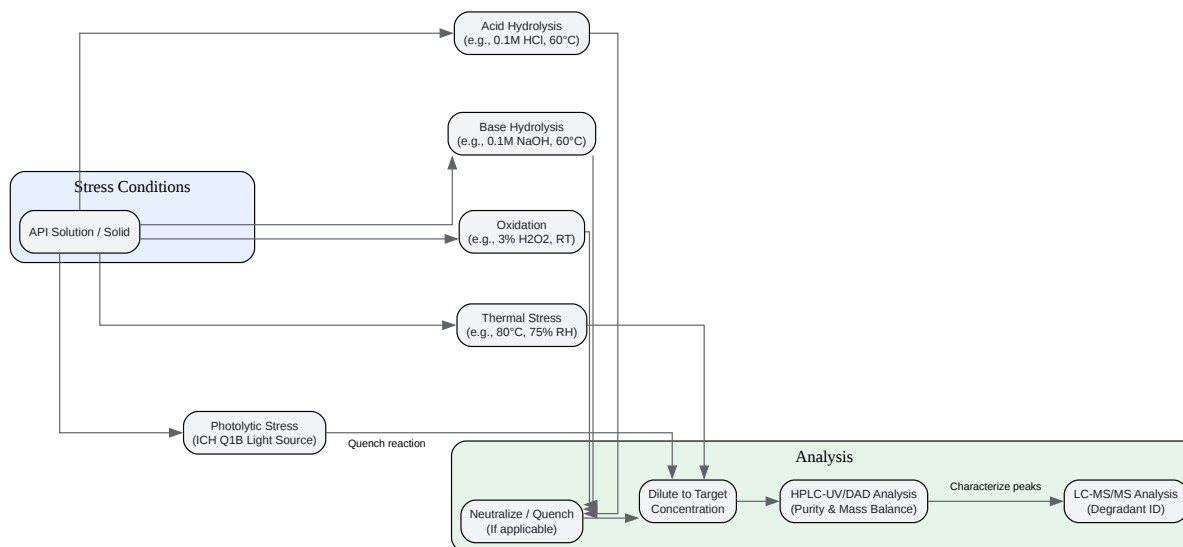 Acid Hydrolysis
(e.g., 0.1M HCl, 60°C)
Base Hydrolysis
(e.g., 0.1M NaOH, 60°C)
Stress Conditions
API Solution / Solid
Oxidation
(e.g., 3% H2O2, RT)
Thermal Stress
(e.g., 80°C, 75% RH)
Photolytic Stress
(ICH Q1B Light Source)
Quench reaction
Analysis
Neutralize / Quench
(If applicable)
Dilute to Target
Concentration
HPLC-UV/DAD Analysis
(Purity & Mass Balance)
Characterize peaks
LC-MS/MS Analysis
(Degradant ID)